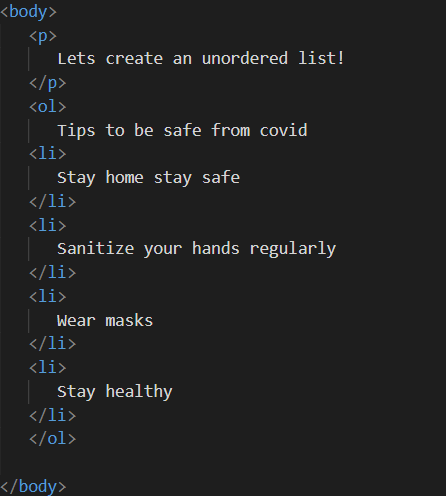 <body>
<p>
Lets create an unordered list!
</p>
<ol>
Tips to be safe from covid
<li>
Stay home stay safe
</li>
<li>
Sanitize your hands regularly
</li>
<li>
Wear masks
</li>
<li>
Stay healthy
</li>
</ol>
</body>